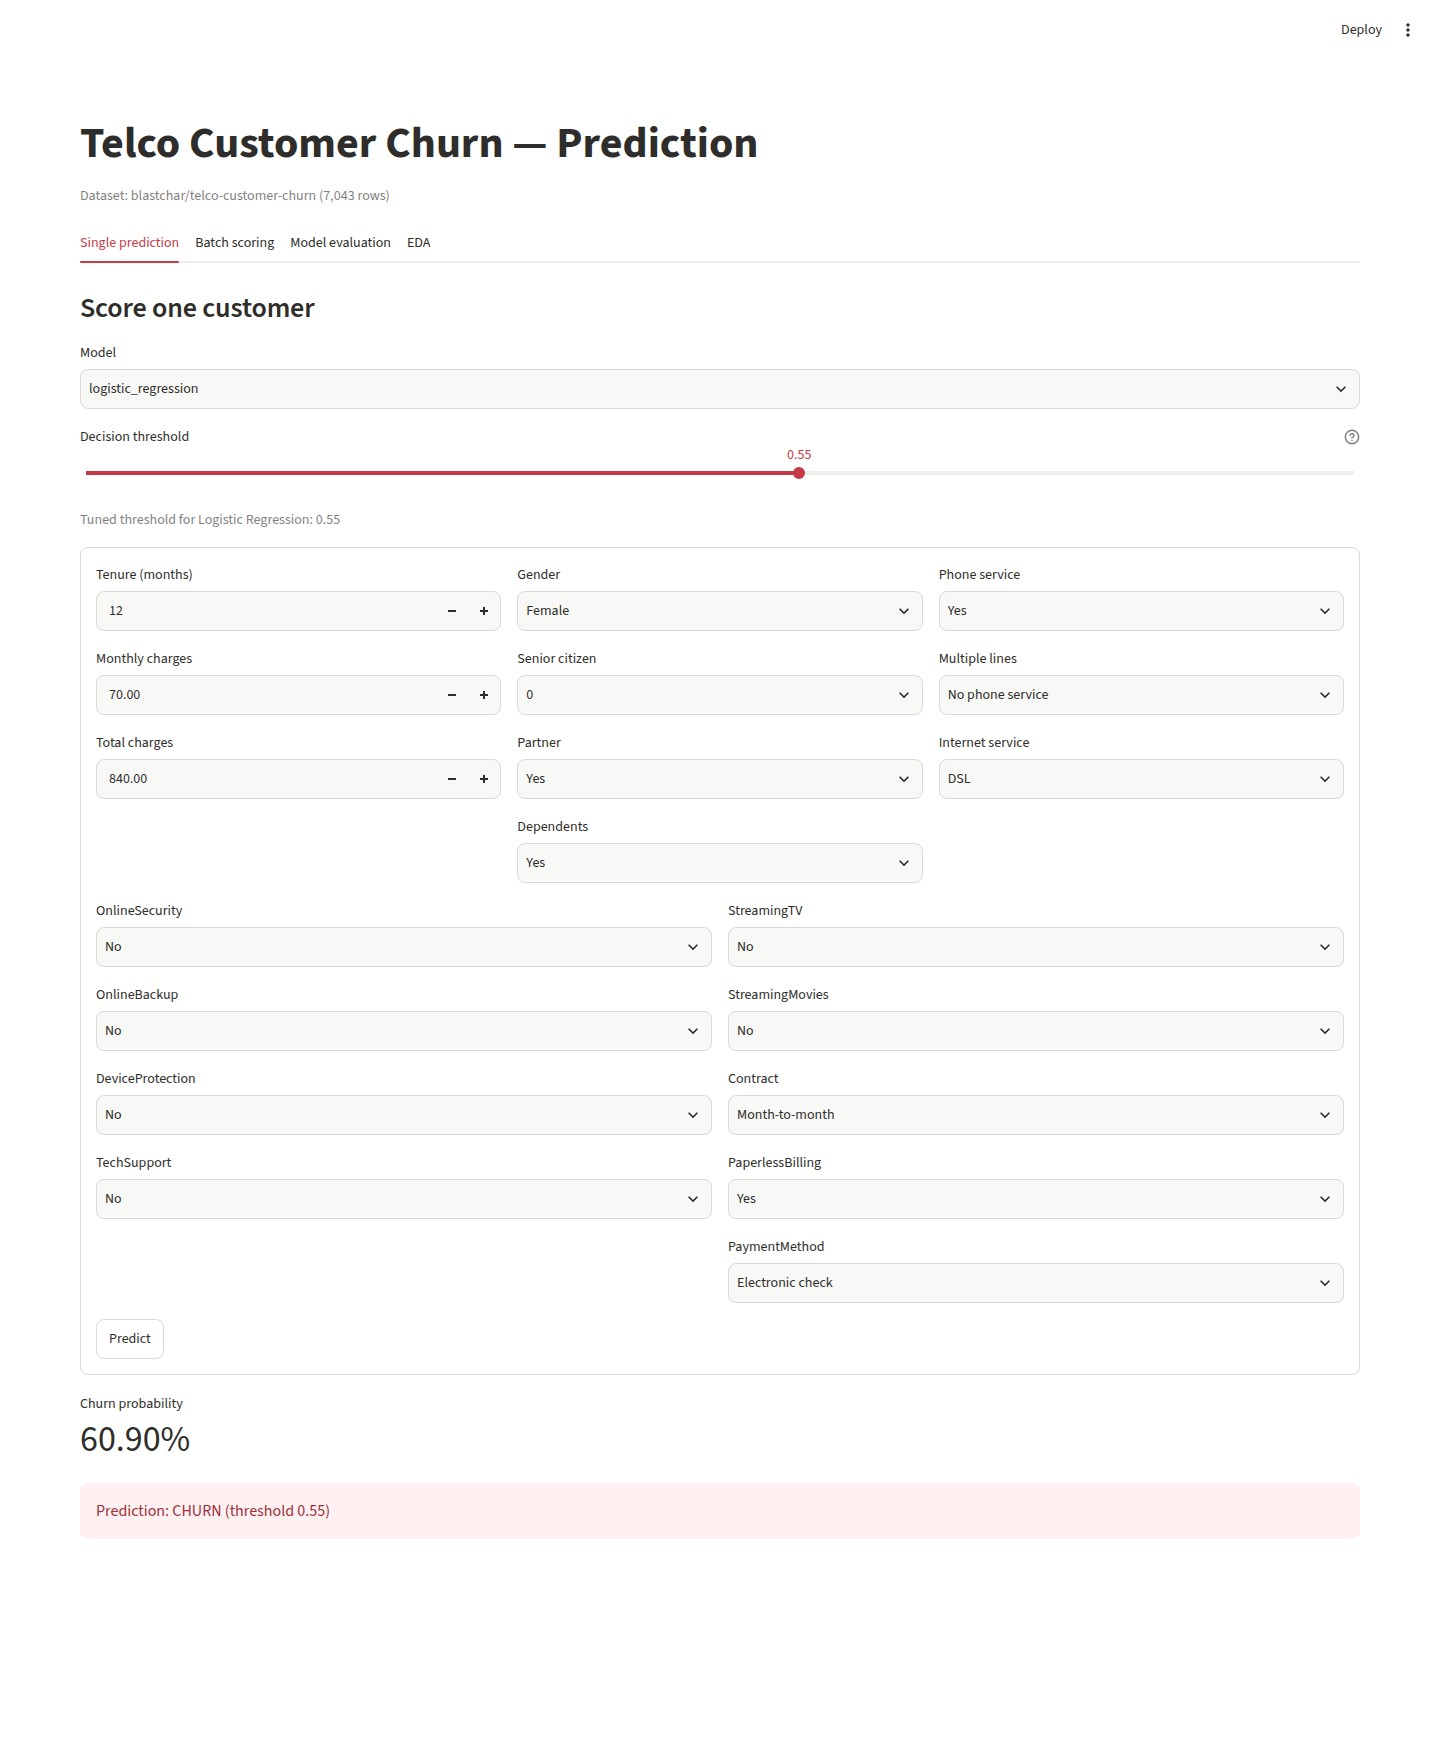 Deploy
Telco Customer Churn — Prediction
Dataset: blastchar/telco-customer-churn (7,043 rows)
Single prediction Batch scoring Model evaluation EDA
Score one customer
Model
logistic_regression
Decision threshold
0.55
Tuned threshold for Logistic Regression: 0.55
Tenure (months) Gender Phone service
12 Female Yes
Monthly charges Senior citizen Multiple lines
70.00 0 No phone service
Total charges Partner Internet service
840.00 Yes DSL
Dependents
Yes
OnlineSecurity StreamingTV
No No
OnlineBackup StreamingMovies
No No
DeviceProtection Contract
No Month-to-month
TechSupport PaperlessBilling
No Yes
PaymentMethod
Electronic check
Predict
Churn probability
60.90%
Prediction: CHURN (threshold 0.55)